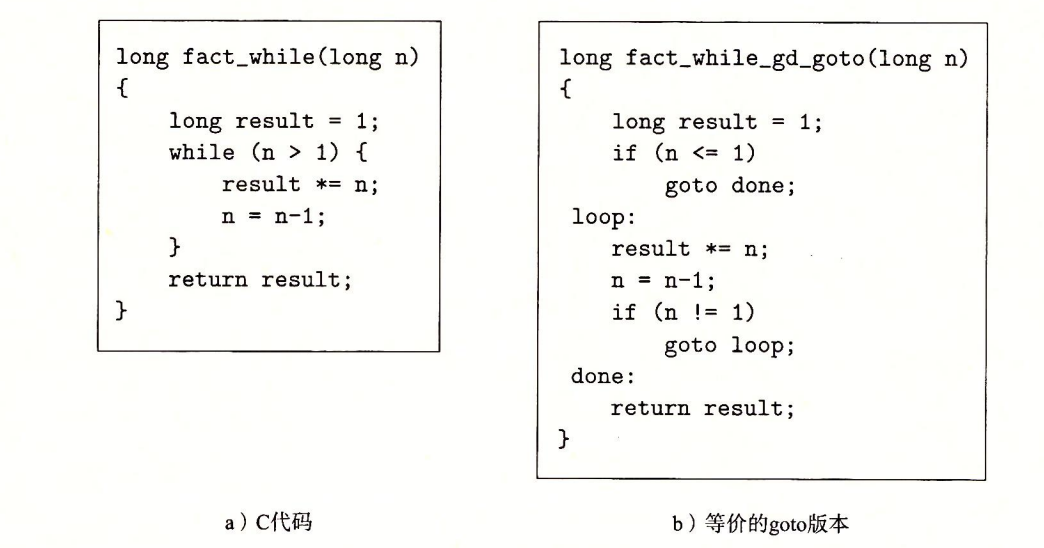 long fact_while(long n)
{
    long result = 1;
    while (n > 1) {
        result *= n;
        n = n-1;
    }
    return result;
}
a）C代码
long fact_while_gd_goto(long n)
{
    long result = 1;
    if (n <= 1)
        goto done;
 loop:
    result *= n;
    n = n-1;
    if (n != 1)
        goto loop;
 done:
    return result;
}
b）等价的goto版本